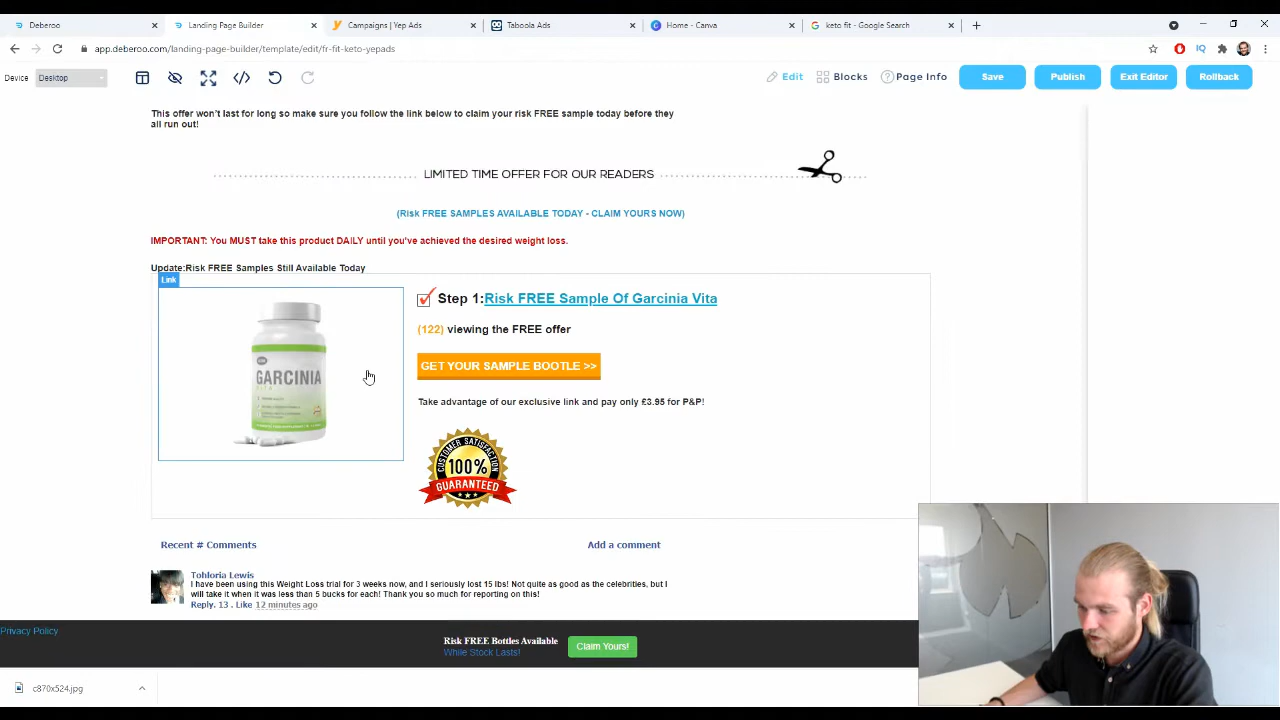 Deberoo
Landing Page Builder
Campaigns | Yep Ads
Taboola Ads
Home - Canva
keto fit - Google Search
app.deberoo.com/landing-page-builder/template/edit/fr-fit-keto-yepads
IQ
Device
Desktop
Edit
Blocks
Page Info
Save
Publish
Exit Editor
Rollback
This offer won't last for long so make sure you follow the link below to claim your risk FREE sample today before they
all run out!
LIMITED TIME OFFER FOR OUR READERS
(Risk FREE SAMPLES AVAILABLE TODAY - CLAIM YOURS NOW)
IMPORTANT: You MUST take this product DAILY until you've achieved the desired weight loss.
Update:Risk FREE Samples Still Available Today
Link
GARCINIA
Step 1:Risk FREE Sample Of Garcinia Vita
(122) viewing the FREE offer
GET YOUR SAMPLE BOOTLE >>
Take advantage of our exclusive link and pay only £3.95 for P&P!
CUSTOMER SATISFACTION
100%
GUARANTEED
Recent # Comments
Add a comment
Tohloria Lewis
I have been using this Weight Loss trial for 3 weeks now, and I seriously lost 15 lbs! Not quite as good as the celebrities, but I
will take it when it was less than 5 bucks for each! Thank you so much for reporting on this!
Reply. 13 . Like 12 minutes ago
Privacy Policy
Risk FREE Bottles Available
While Stock Lasts!
Claim Yours!
c870x524.jpg